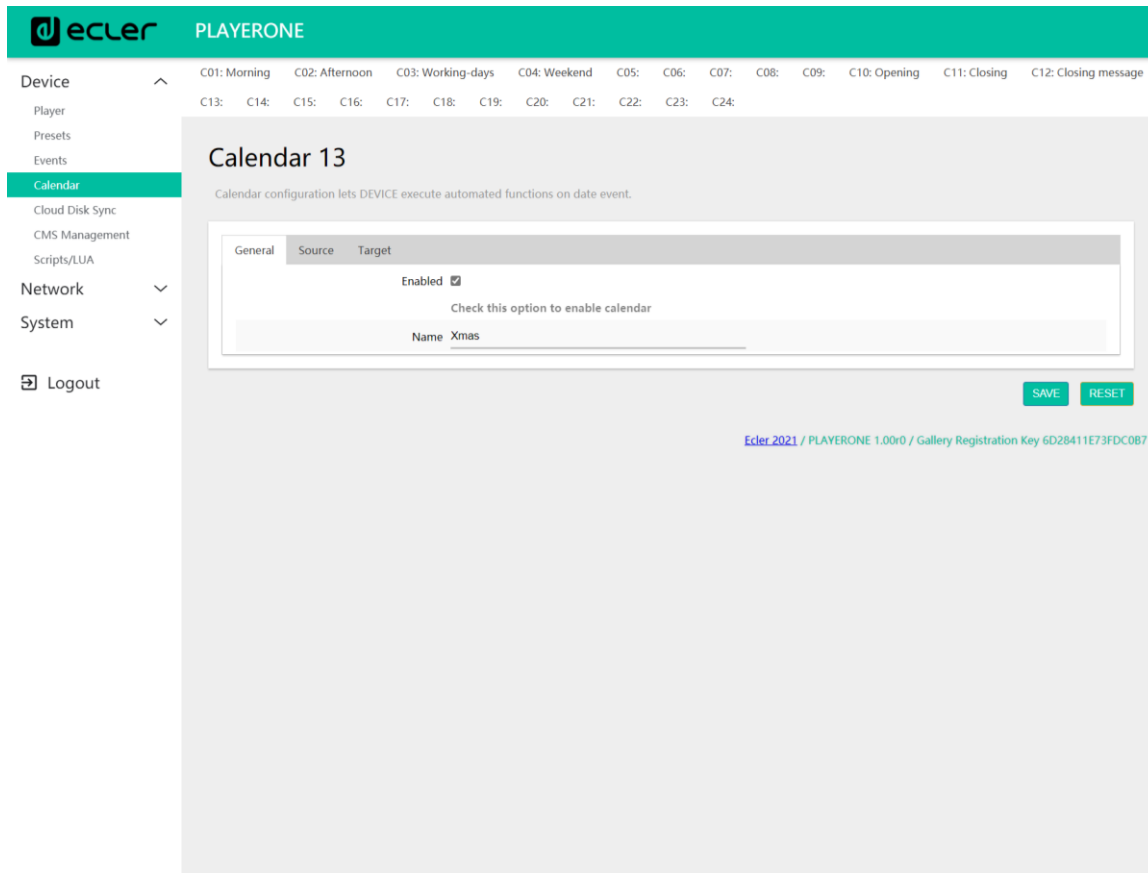 ecler
PLAYERONE
Device
Player
Presets
Events
Calendar
Cloud Disk Sync
CMS Management
Scripts/LUA
Network
System
Logout
C01: Morning C02: Afternoon C03: Working-days C04: Weekend C05: C06: C07: C08: C09: C10: Opening C11: Closing C12: Closing message
C13: C14: C15: C16: C17: C18: C19: C20: C21: C22: C23: C24:
Calendar 13
Calendar configuration lets DEVICE execute automated functions on date event.
General Source Target
Enabled
Check this option to enable calendar
Name Xmas
SAVE RESET
Ecler 2021 / PLAYERONE 1.00r0 / Gallery Registration Key 6D28411E73FDC0B7